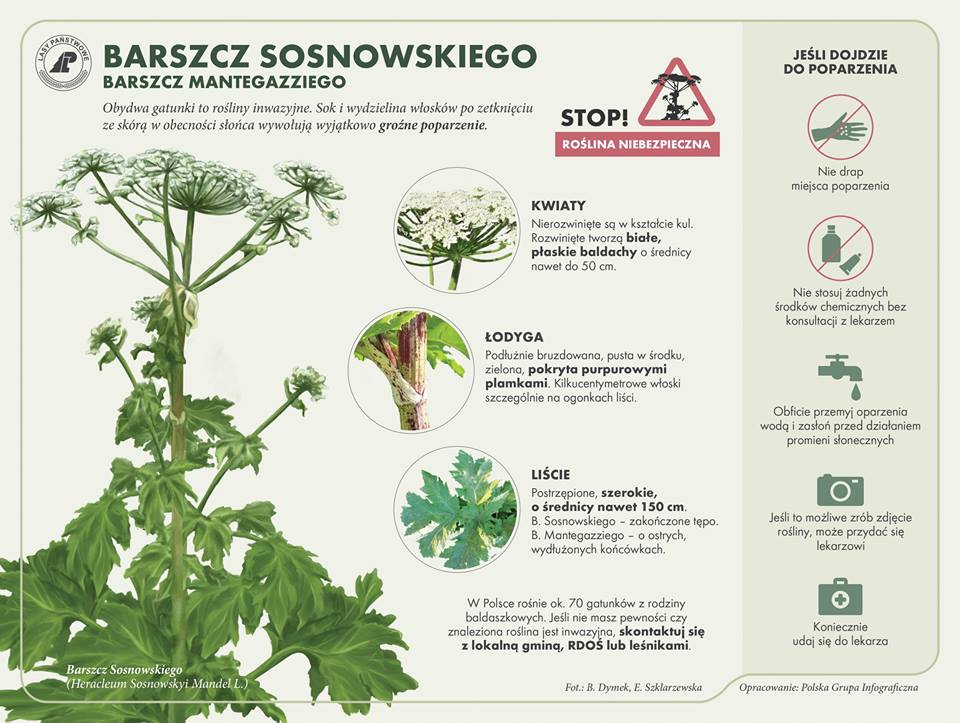 LASY PAŃSTWOWE
BARSZCZ SOSNOWSKIEGO
BARSZCZ MANTEGAZZIEGO
Obydwa gatunki to rośliny inwazyjne. Sok i wydzielina włosków po zetknięciu
ze skórą w obecności słońca wywołują wyjątkowo groźne poparzenie.
STOP!
ROŚLINA NIEBEZPIECZNA
KWIATY
Nierozwinięte są w kształcie kul.
Rozwinięte tworzą białe,
płaskie baldachy o średnicy
nawet do 50 cm.
ŁODYGA
Podłużnie bruzdowana, pusta w środku,
zielona, pokryta purpurowymi
plamkami. Kilkucentymetrowe włoski
szczególnie na ogonkach liści.
LIŚCIE
Postrzępione, szerokie,
o średnicy nawet 150 cm.
B. Sosnowskiego – zakończone tępo.
B. Mantegazziego – o ostrych,
wydłużonych końcówkach.
W Polsce rośnie ok. 70 gatunków z rodziny
baldaszkowych. Jeśli nie masz pewności czy
znaleziona roślina jest inwazyjna, skontaktuj się
z lokalną gminą, RDOŚ lub leśnikami.
Barszcz Sosnowskiego
(Heracleum Sosnowskyi Mandel L.)
Fot.: B. Dymek, E. Szklarzewska
JEŚLI DOJDZIE
DO POPARZENIA
Nie drap
miejsca poparzenia
Nie stosuj żadnych
środków chemicznych bez
konsultacji z lekarzem
Obficie przemyj oparzenia
wodą i zasłoń przed działaniem
promieni słonecznych
Jeśli to możliwe zrób zdjęcie
rośliny, może przydać się
lekarzowi
Koniecznie
udaj się do lekarza
Opracowanie: Polska Grupa Infograficzna